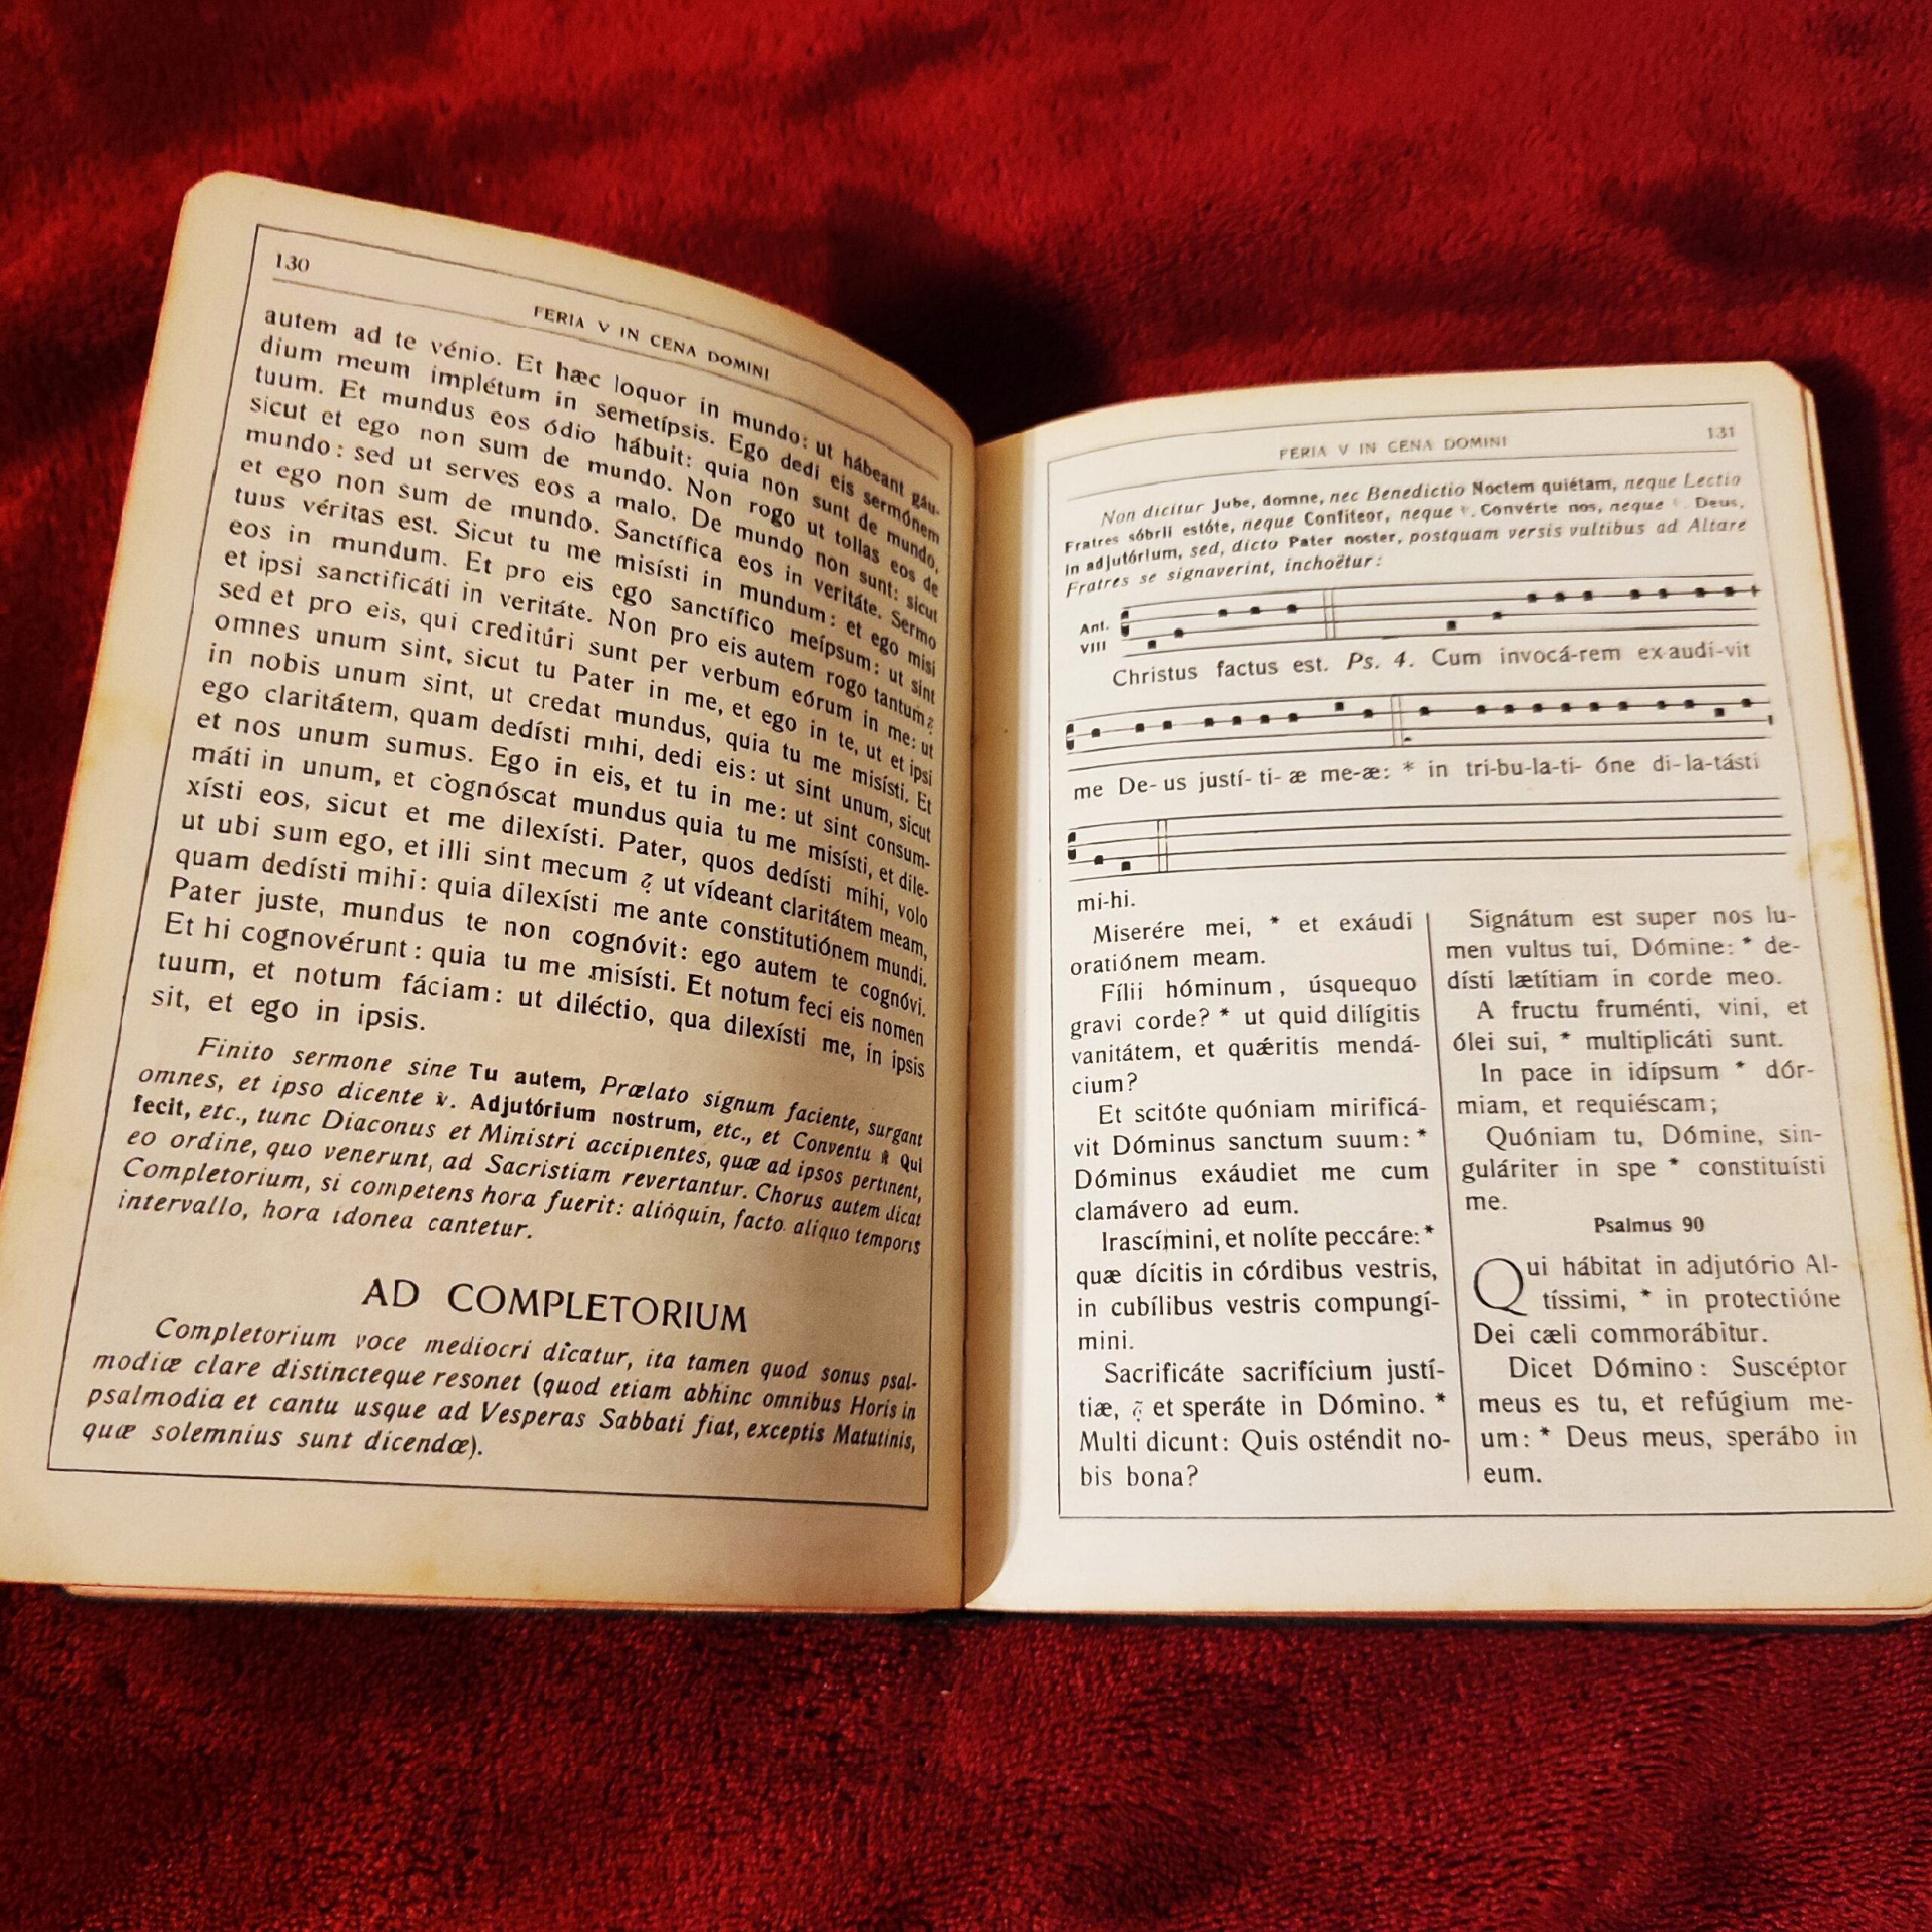 130
FERIA V IN CENA DOMINI
autem ad te vénio. Et hæc loquor in mundo: ut hábeant gáu-
dium meum implétum in semetípsis. Ego dedi eis sermónem
tuum. Et mundus eos ódio hábuit: quia non sunt de mundo,
sicut et ego non sum de mundo. Non rogo ut tollas eos de
mundo: sed ut serves eos a malo. De mundo non sunt: sicut
et ego non sum de mundo. Sanctífica eos in veritáte. Sermo
tuus véritas est. Sicut tu me misísti in mundum: et ego misi
eos in mundum. Et pro eis ego sanctífico meípsum: ut sint
et ipsi sanctificáti in veritáte. Non pro eis autem rogo tantum
sed et pro eis, qui creditúri sunt per verbum eórum in me: ut
omnes unum sint, sicut tu Pater in me, et ego in te, ut et ipsi
in nobis unum sint, ut credat mundus, quia tu me misísti. Et
ego claritátem, quam dedísti mihi, dedi eis: ut sint unum, sicut
et nos unum sumus. Ego in eis, et tu in me: ut sint consum-
máti in unum, et cognóscat mundus quia tu me misísti, et dile-
xísti eos, sicut et me dilexísti. Pater, quos dedísti mihi, volo
ut ubi sum ego, et illi sint mecum ut vídeant claritátem meam,
quam dedísti mihi: quia dilexísti me ante constitutiónem mundi.
Pater juste, mundus te non cognóvit: ego autem te cognóvi.
Et hi cognovérunt: quia tu me misísti. Et notum feci eis nomen
tuum, et notum fáciam: ut diléctio, qua dilexísti me, in ipsis
sit, et ego in ipsis.
Finito sermone sine Tu autem, Prælato signum faciente, surgant
omnes, et ipso dicente ℣. Adjutórium nostrum, etc., et Conventu ℟ Qui
fecit, etc., tunc Diaconus et Ministri accipientes, quæ ad ipsos pertinent,
eo ordine, quo venerunt, ad Sacristiam revertantur. Chorus autem dicat
Completorium, si competens hora fuerit: alióquin, facto aliquo temporis
intervallo, hora idonea cantetur.
AD COMPLETORIUM
Completorium voce mediocri dicatur, ita tamen quod sonus psal-
modiæ clare distincteque resonet (quod etiam abhinc omnibus Horis in
psalmodia et cantu usque ad Vesperas Sabbati fiat, exceptis Matutinis,
quæ solemnius sunt dicendæ).
FERIA V IN CENA DOMINI
131
Non dicitur Jube, domne, nec Benedictio Noctem quiétam, neque Lectio
Fratres sóbrii estóte, neque Confíteor, neque ℣. Convérte nos, neque ℣. Deus,
in adjutórium, sed, dicto Pater noster, postquam versis vultibus ad Altare
Fratres se signaverint, inchoëtur:
Ant.
VIII
Christus factus est. Ps. 4. Cum invocá-rem ex-audí-vit
me De-us justí-ti-æ me-æ: * in tri-bu-la-ti-óne di-la-tásti
mi-hi.
Miserére mei, * et exáudi
oratiónem meam.
Fílii hóminum, úsquequo
gravi corde? * ut quid dilígitis
vanitátem, et quǽritis mendá-
cium?
Et scitóte quóniam mirificá-
vit Dóminus sanctum suum: *
Dóminus exáudiet me cum
clamávero ad eum.
Irascímini, et nolíte peccáre: *
quæ dícitis in córdibus vestris,
in cubílibus vestris compungí-
mini.
Sacrificáte sacrifícium justí-
tiæ, et speráte in Dómino. *
Multi dicunt: Quis osténdit no-
bis bona?
Signátum est super nos lu-
men vultus tui, Dómine: * de-
dísti lætítiam in corde meo.
A fructu fruménti, vini, et
ólei sui, * multiplicáti sunt.
In pace in idípsum * dór-
miam, et requiéscam;
Quóniam tu, Dómine, sin-
guláriter in spe * constituísti
me.
Psalmus 90
Qui hábitat in adjutório Al-
tíssimi, * in protectióne
Dei cæli commorábitur.
Dicet Dómino: Suscéptor
meus es tu, et refúgium me-
um: * Deus meus, sperábo in
eum.